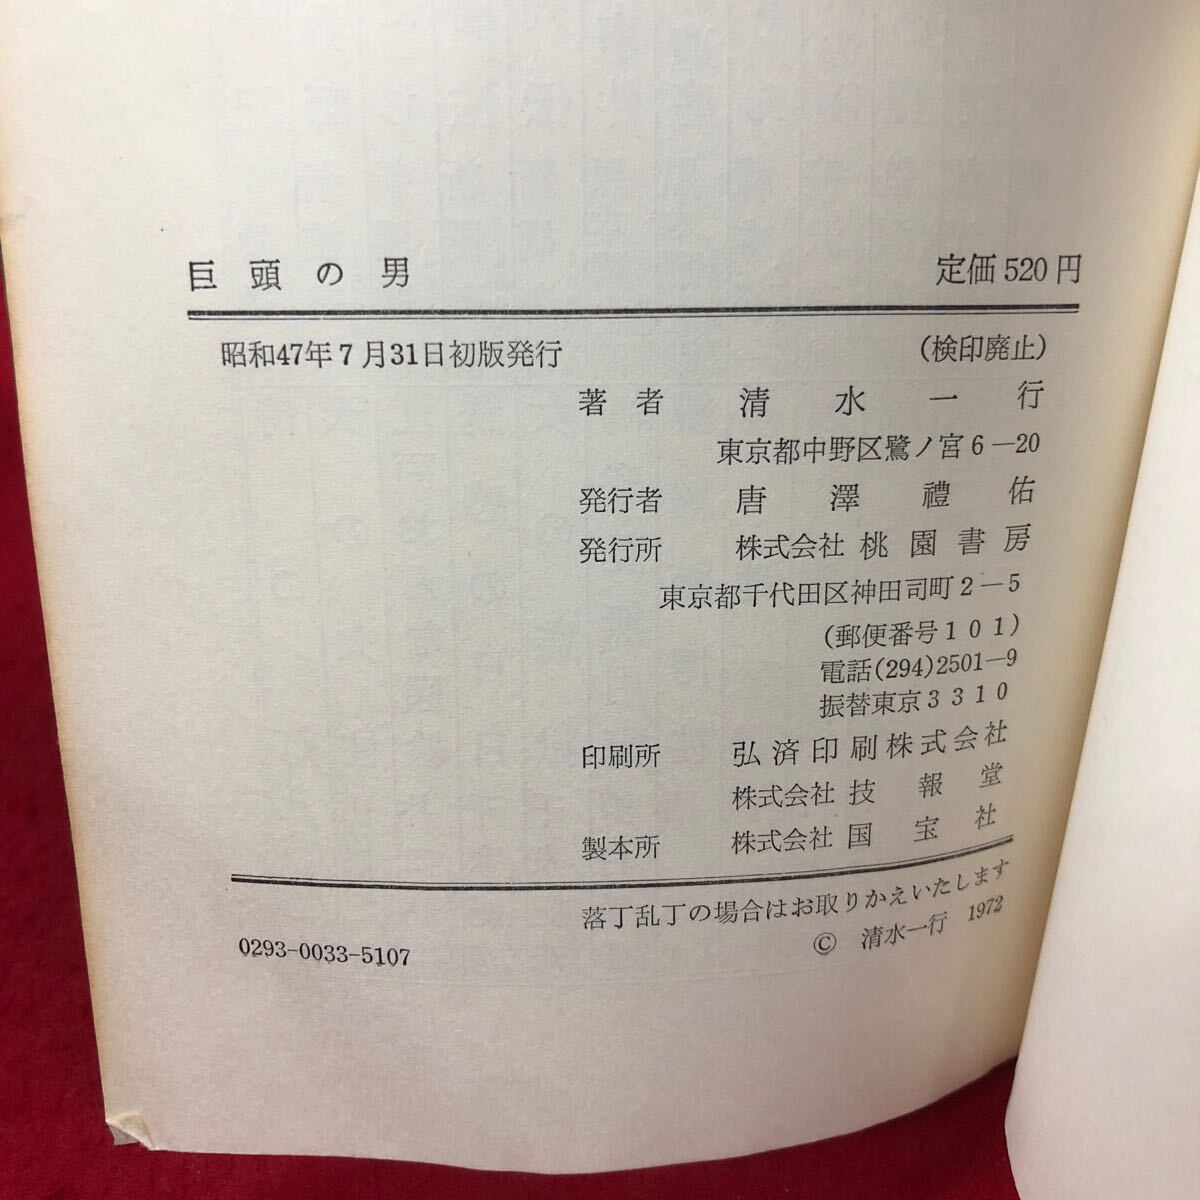 巨頭の男 定価520円
昭和47年7月31日初版発行 (検印廃止)
著者 清水一行
東京都中野区鷺ノ宮6―20
発行者 唐澤禮佑
発行所 株式会社桃園書房
東京都千代田区神田司町2―5
(郵便番号101)
電話(294)2501―9
振替東京3310
印刷所 弘済印刷株式会社
株式会社技報堂
製本所 株式会社国宝社
落丁乱丁の場合はお取りかえいたします
© 清水一行 1972
0293-0033-5107